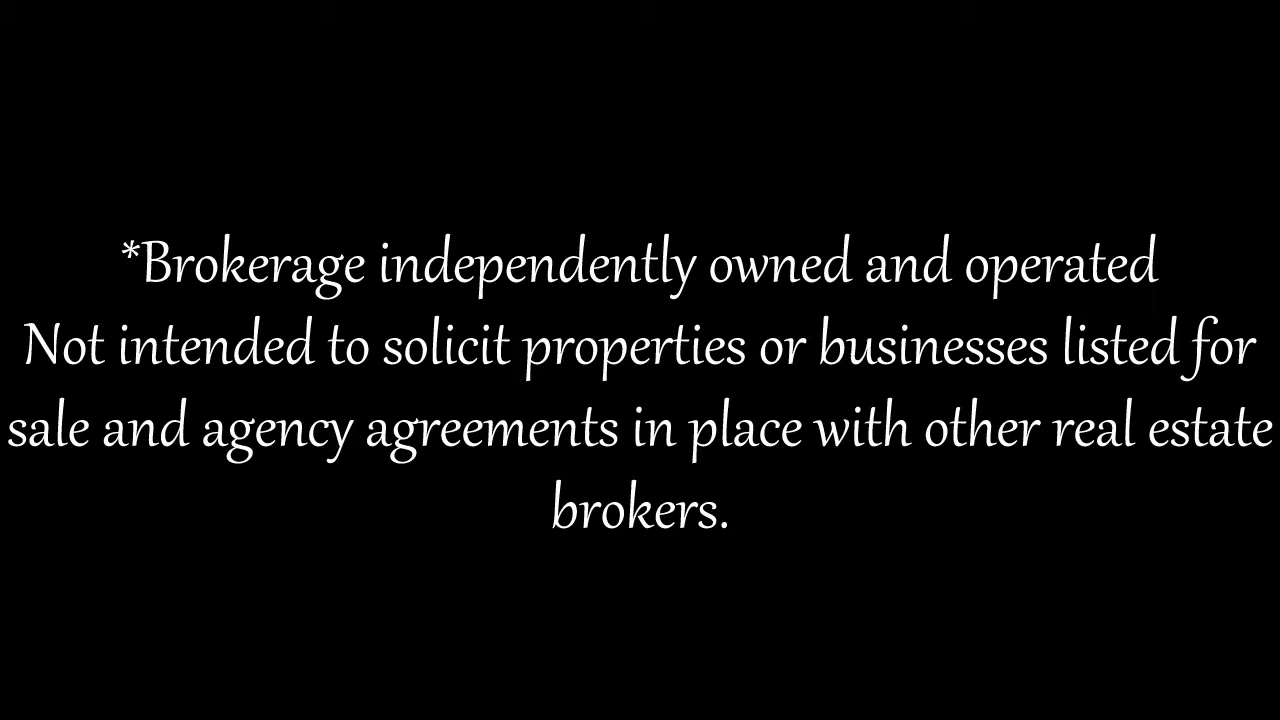 *Brokerage independently owned and operated
Not intended to solicit properties or businesses listed for
sale and agency agreements in place with other real estate
brokers.